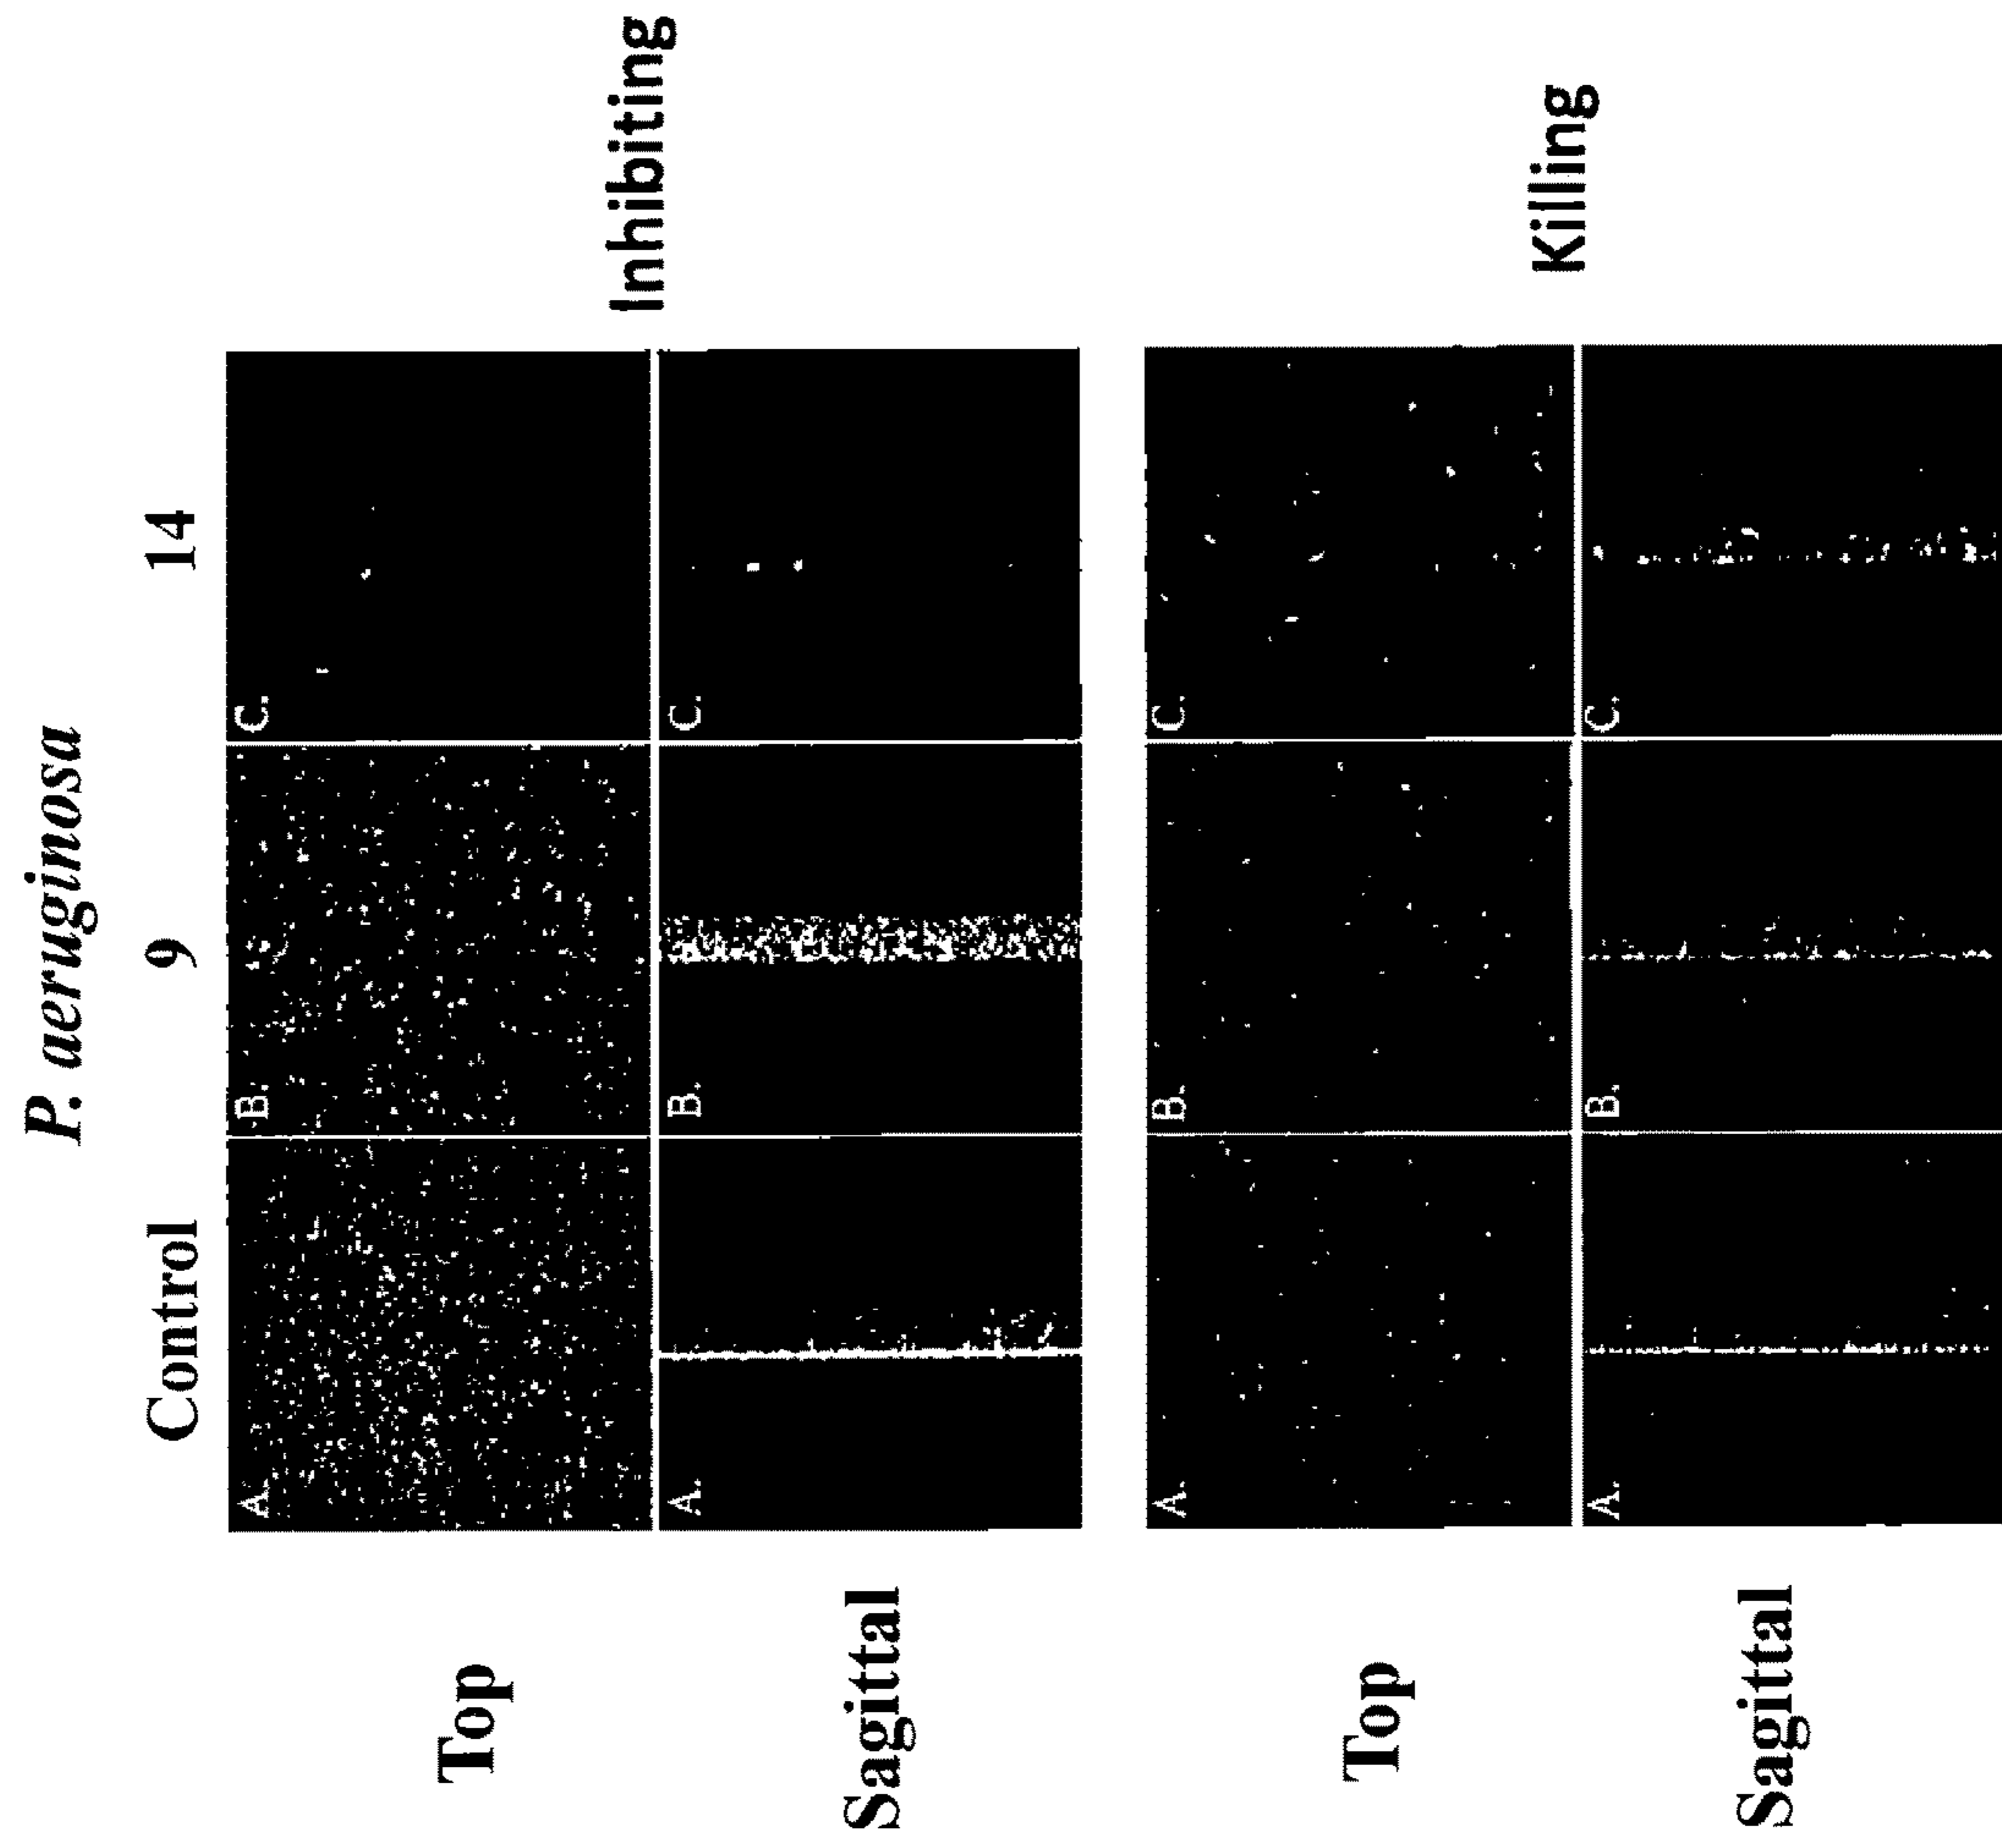 P. aeruginosa
Control 9 14
Top A. B. C.
Inhibiting
Sagittal A. B. C.
Top A. B. C.
Killing
Sagittal A. B. C.